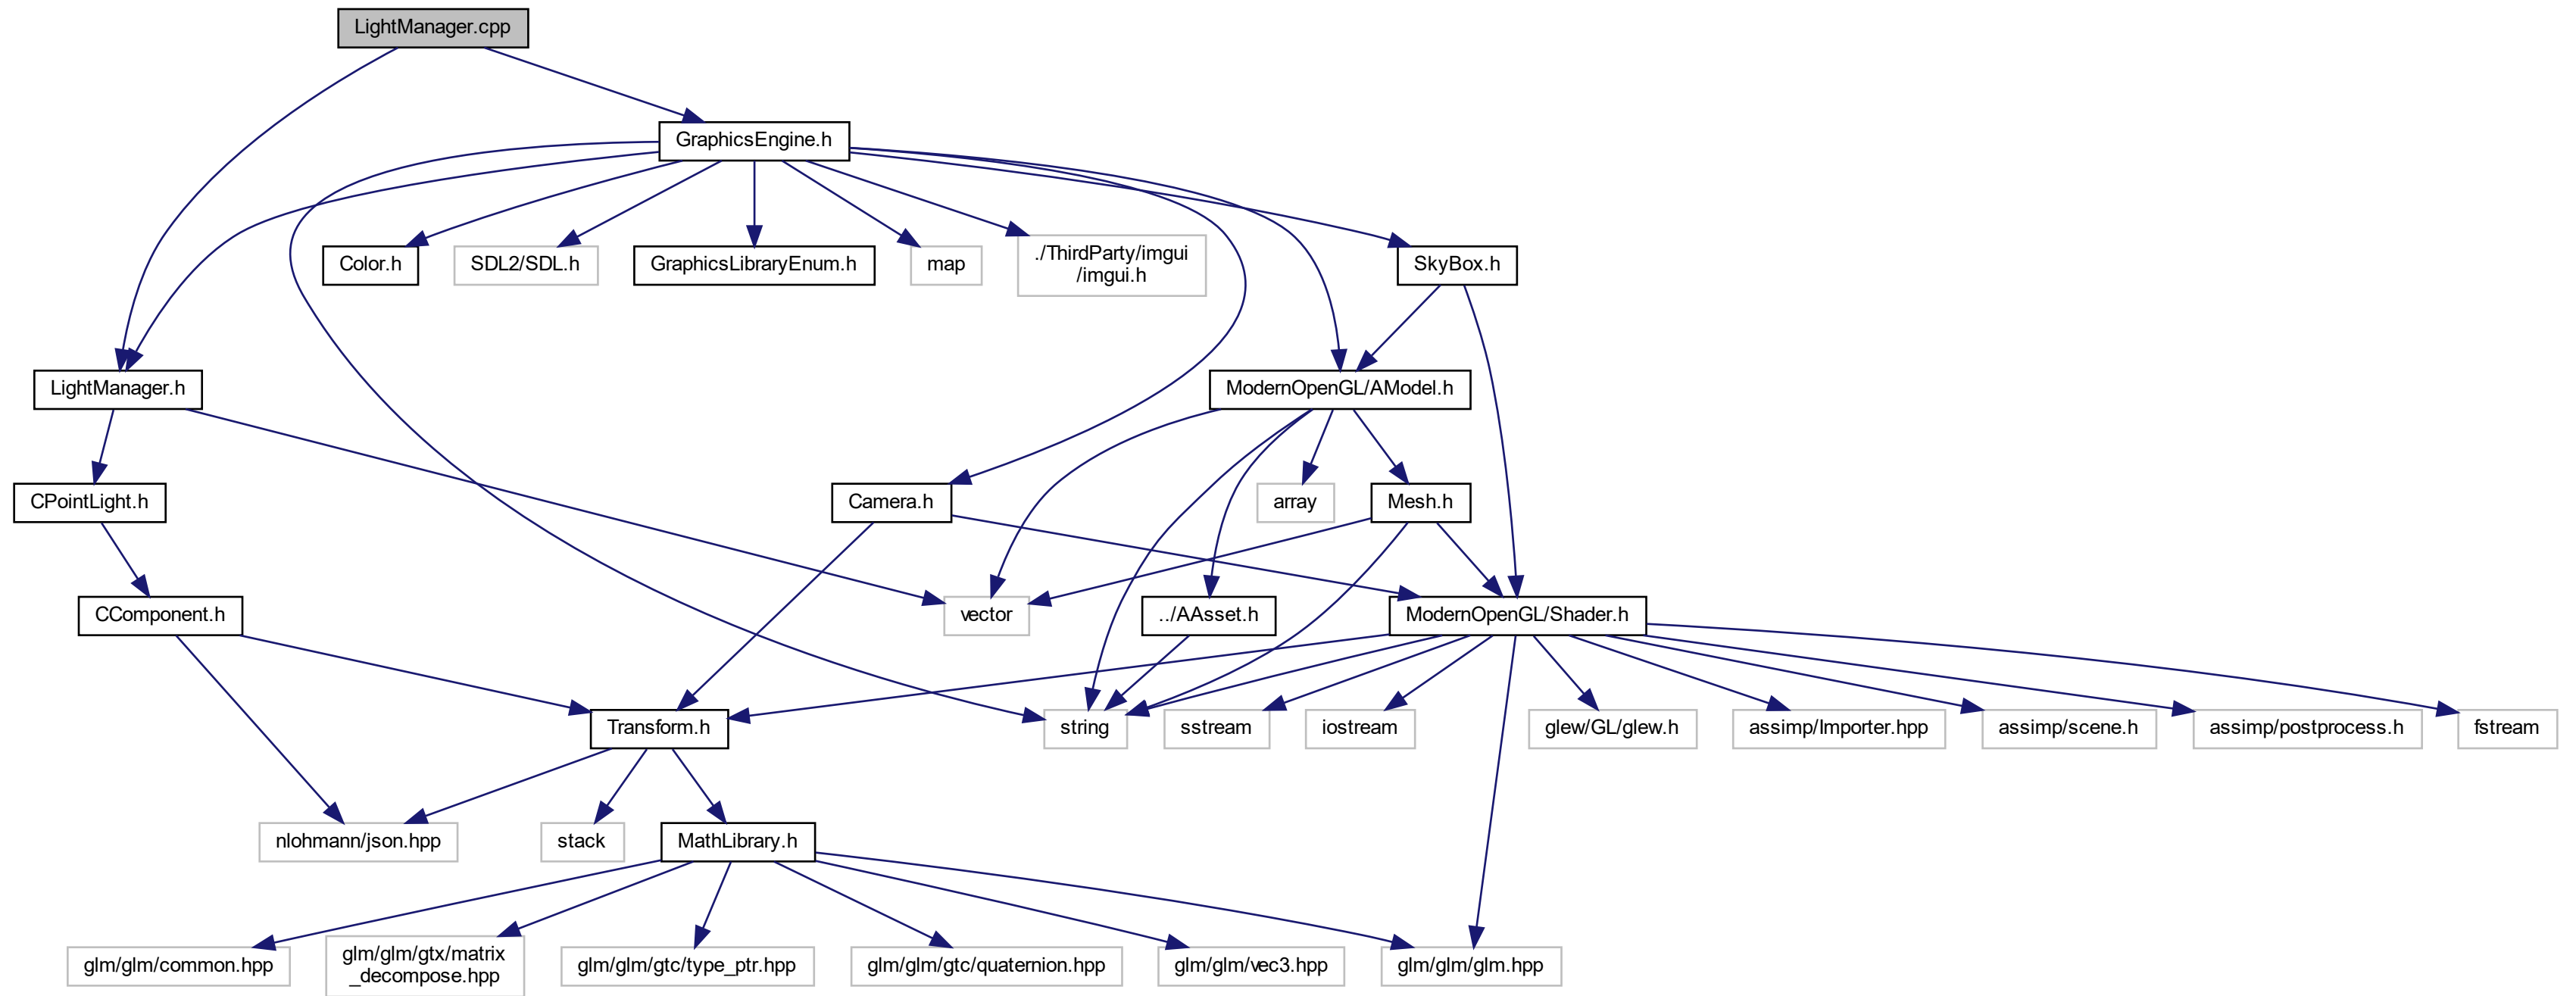 LightManager.cpp
GraphicsEngine.h
Color.h
SDL2/SDL.h
GraphicsLibraryEnum.h
map
./ThirdParty/imgui
/imgui.h
SkyBox.h
LightManager.h
ModernOpenGL/AModel.h
CPointLight.h
Camera.h
array
Mesh.h
CComponent.h
vector
../AAsset.h
ModernOpenGL/Shader.h
Transform.h
string
sstream
iostream
glew/GL/glew.h
assimp/Importer.hpp
assimp/scene.h
assimp/postprocess.h
fstream
nlohmann/json.hpp
stack
MathLibrary.h
glm/glm/common.hpp
glm/glm/gtx/matrix
_decompose.hpp
glm/glm/gtc/type_ptr.hpp
glm/glm/gtc/quaternion.hpp
glm/glm/vec3.hpp
glm/glm/glm.hpp